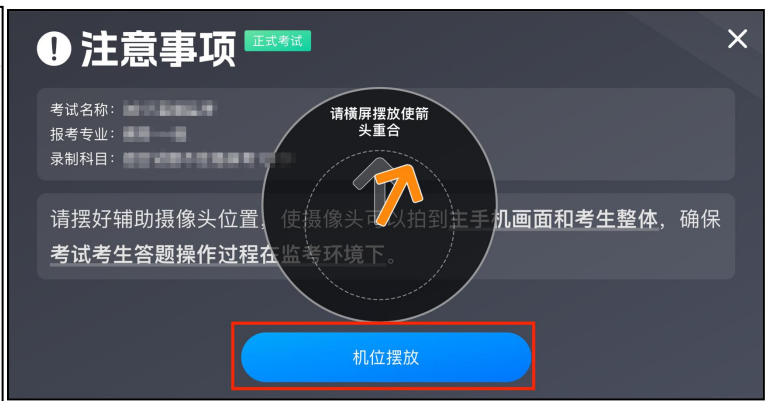 注意事项 正式考试
考试名称：
报考专业：
录制科目：
请横屏摆放使箭
头重合
请摆好辅助摄像头位置，使摄像头可以拍到主手机画面和考生整体，确保
考试考生答题操作过程在监考环境下。
机位摆放